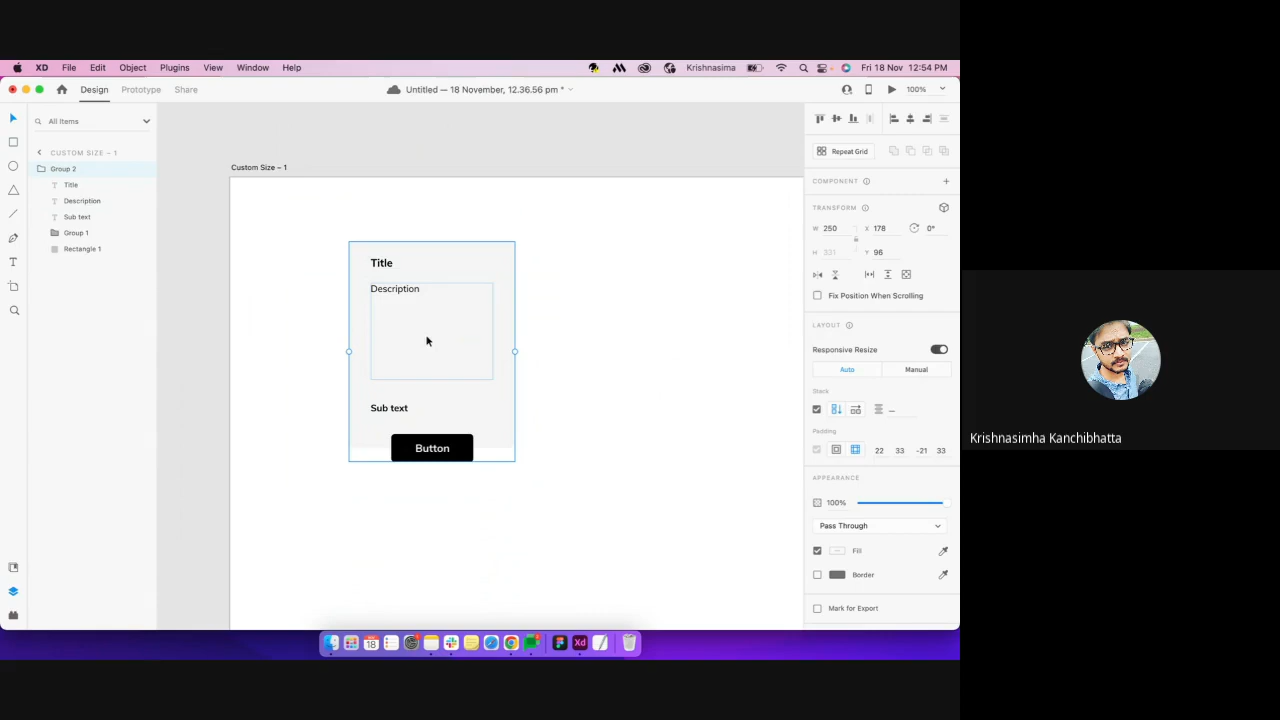 XD File Edit Object Plugins View Window Help Krishnasima Fri 18 Nov 12:54 PM
Design Prototype Share Untitled — 18 November, 12.36.56 pm * 100%
All Items
CUSTOM SIZE – 1
Group 2
Title
Description
Sub text
Group 1
Rectangle 1
Custom Size – 1
Title
Description
Sub text
Button
Repeat Grid
COMPONENT
TRANSFORM
W 250 X 178 0°
H 331 Y 96
Fix Position When Scrolling
LAYOUT
Responsive Resize
Auto Manual
Stack
Padding
22 33 -21 33
APPEARANCE
100%
Pass Through
Fill
Border
Mark for Export
NOV
18
Xd
Krishnasimha Kanchibhatta